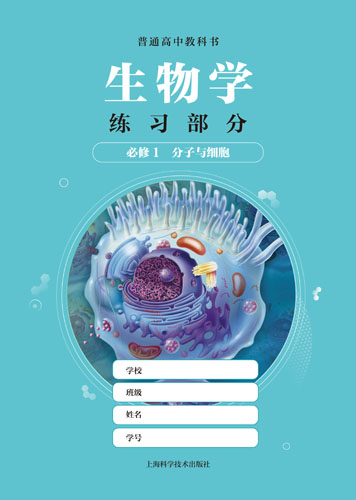 普通高中教科书
生物学
练习部分
必修1 分子与细胞
学校
班级
姓名
学号
上海科学技术出版社